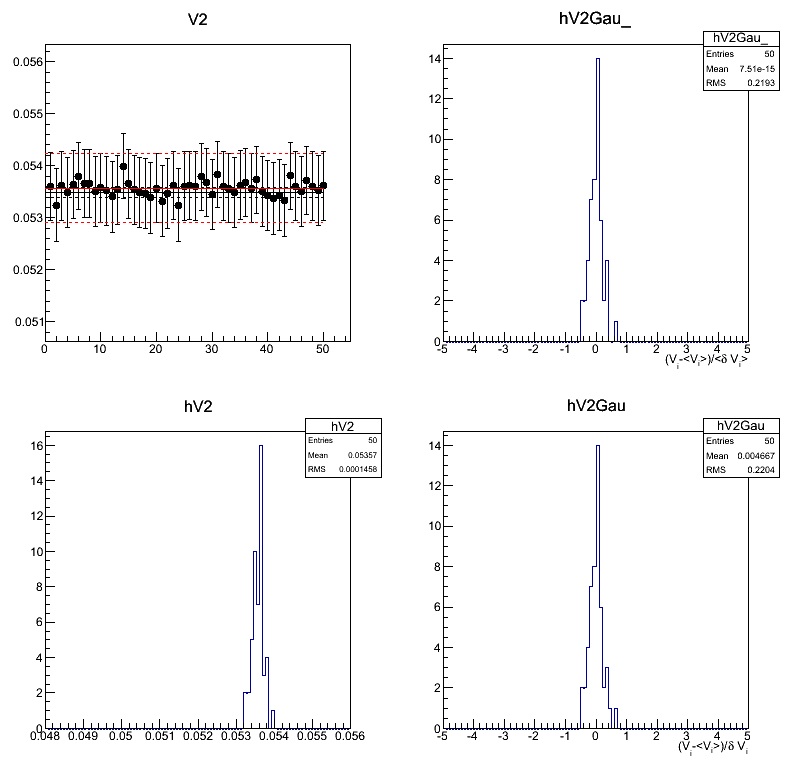 V2
0.056
0.055
0.054
0.053
0.052
0.051
0 10 20 30 40 50
hV2Gau_
hV2Gau_
Entries 50
Mean 7.51e-15
RMS 0.2193
14
12
10
8
6
4
2
0
-5 -4 -3 -2 -1 0 1 2 3 4 5
(V_i-<V_i>)/<δ V_i>
hV2
hV2
Entries 50
Mean 0.05357
RMS 0.0001458
16
14
12
10
8
6
4
2
0
0.048 0.049 0.05 0.051 0.052 0.053 0.054 0.055 0.056
hV2Gau
hV2Gau
Entries 50
Mean 0.004667
RMS 0.2204
14
12
10
8
6
4
2
0
-5 -4 -3 -2 -1 0 1 2 3 4 5
(V_i-<V_i>)/δ V_i